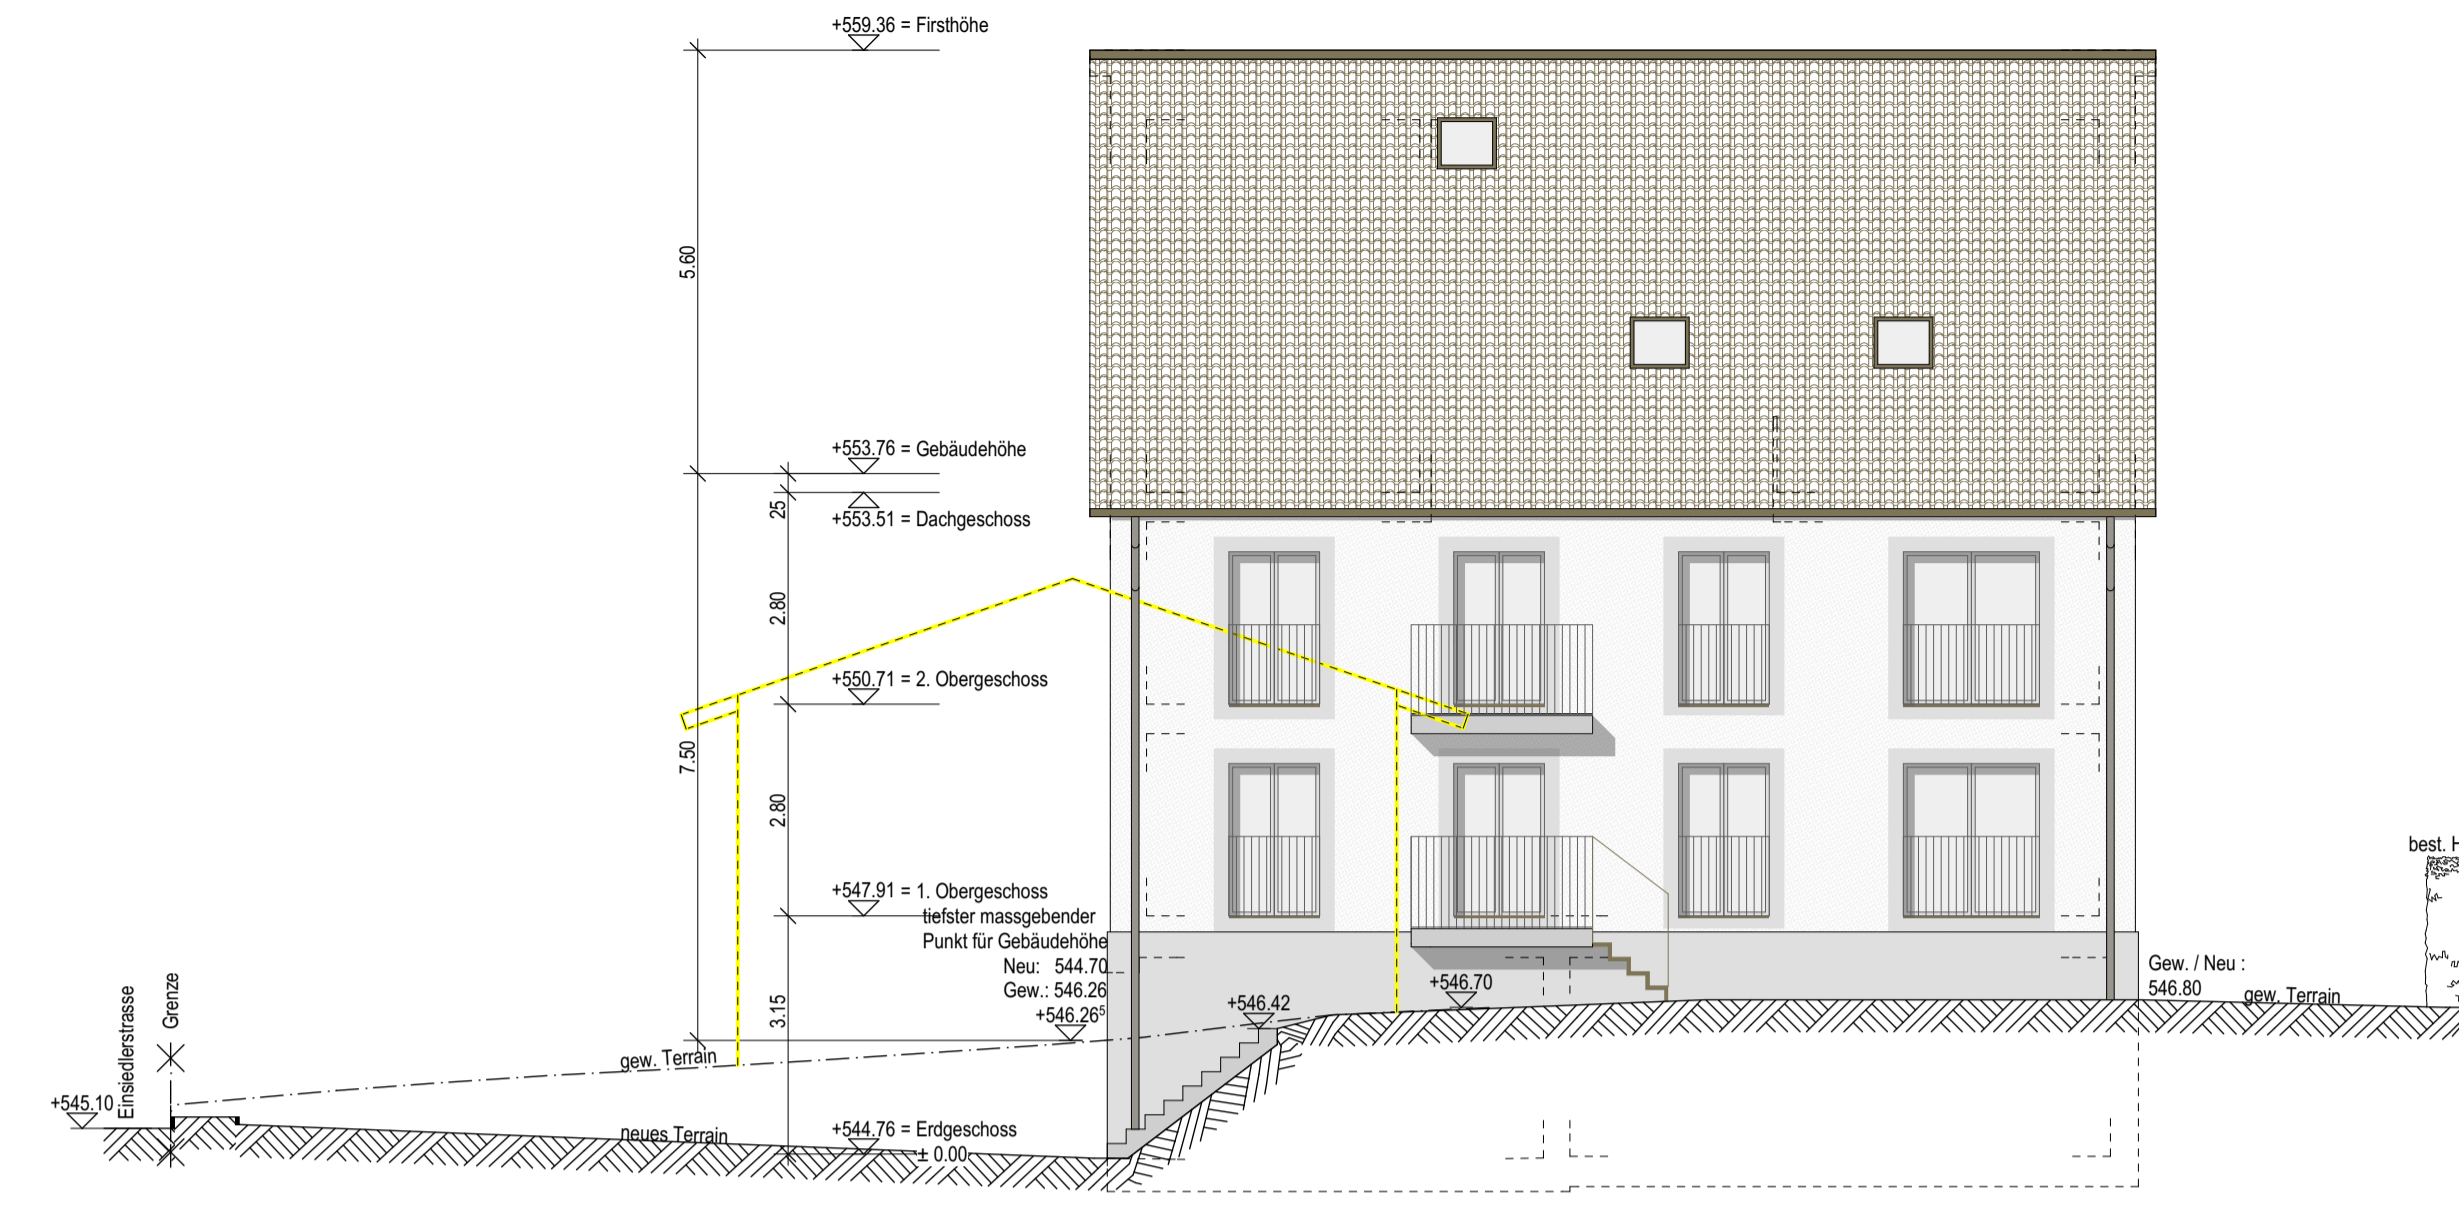 +559.36 = Firsthöhe
5.60
+553.76 = Gebäudehöhe
25
+553.51 = Dachgeschoss
2.80
+550.71 = 2. Obergeschoss
7.50
2.80
+547.91 = 1. Obergeschoss
tiefster massgebender
Punkt für Gebäudehöhe
Neu: 544.70
Gew.: 546.26
+546.26⁵
3.15
+546.42
+546.70
best. H
Gew. / Neu :
546.80
gew. Terrain
Einsiedlerstrasse
Grenze
gew. Terrain
+545.10
neues Terrain
+544.76 = Erdgeschoss
± 0.00